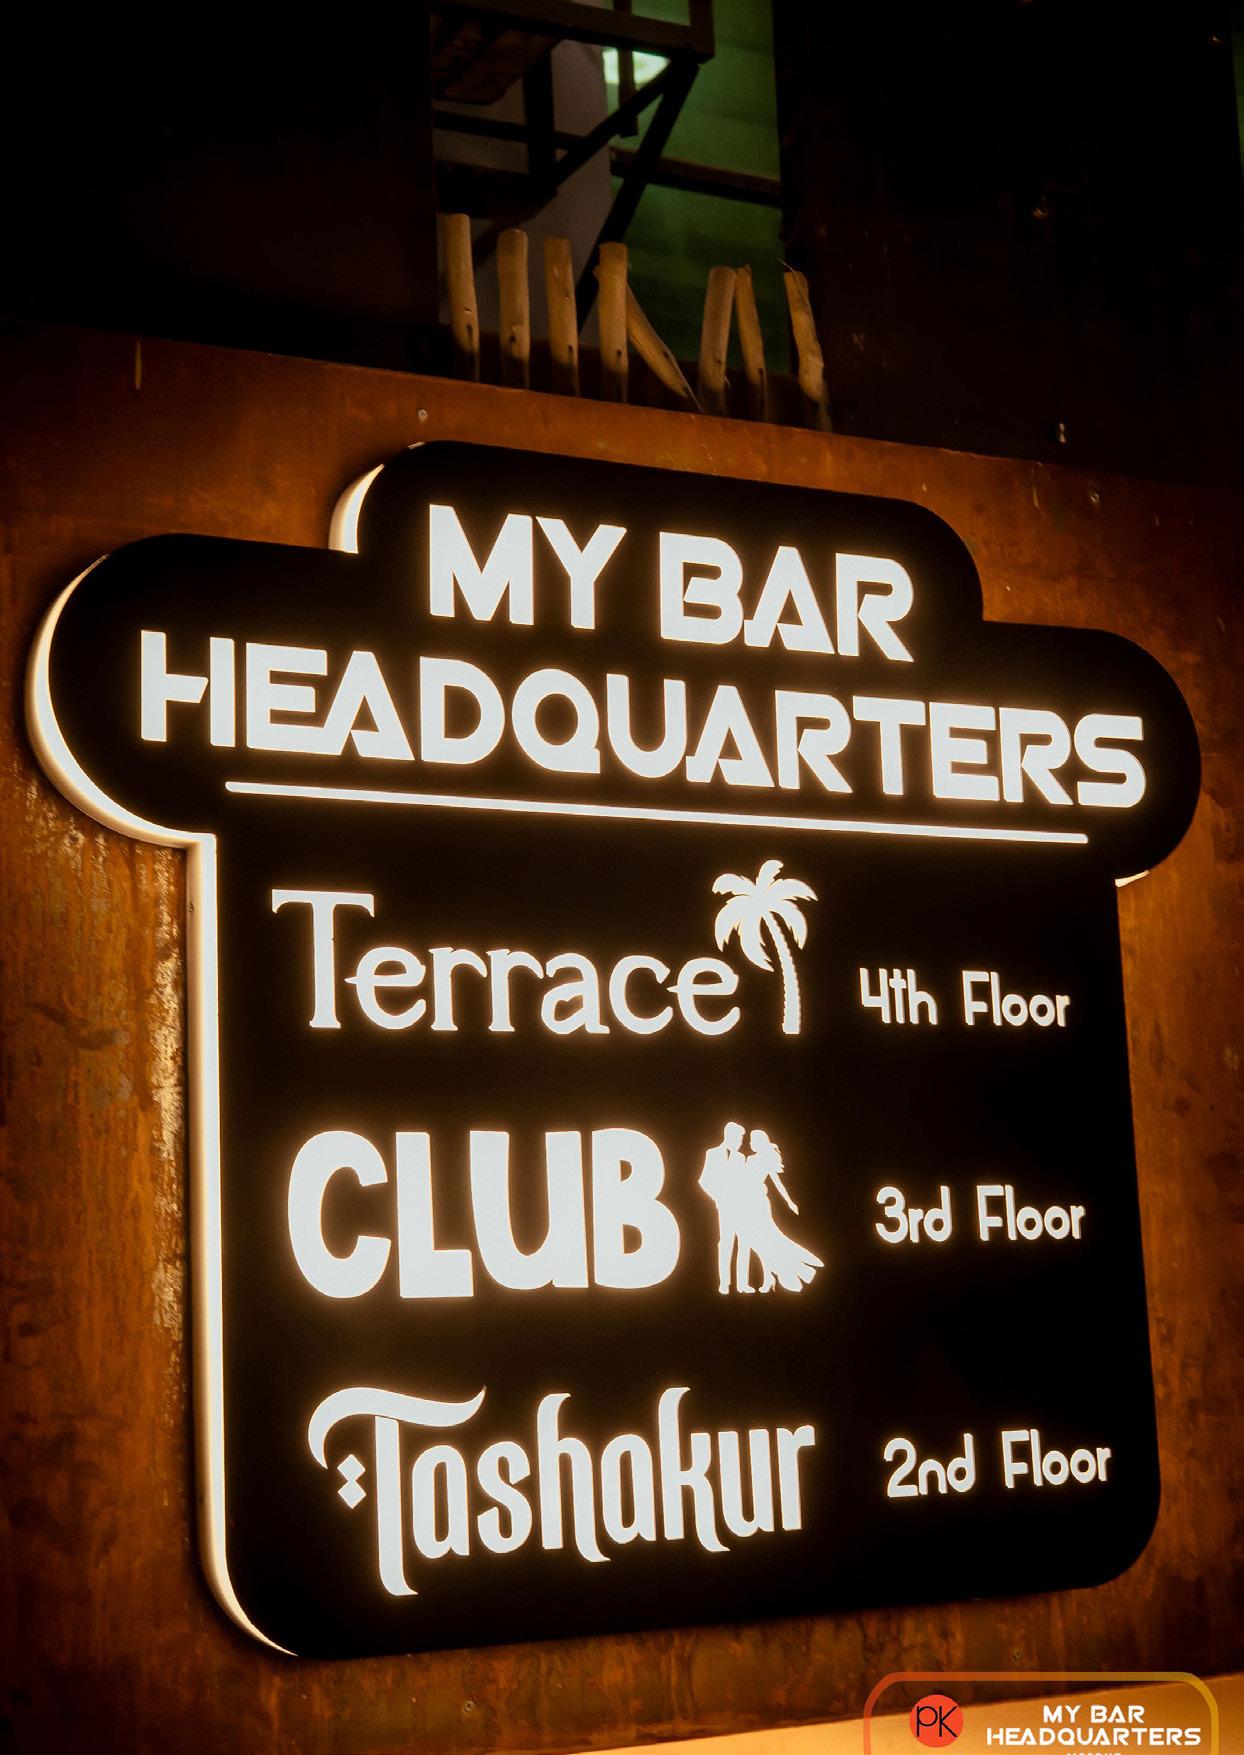 MY BAR
HEADQUARTERS
Terrace 4th Floor
CLUB 3rd Floor
Tashakur 2nd Floor
PK MY BAR
HEADQUARTERS